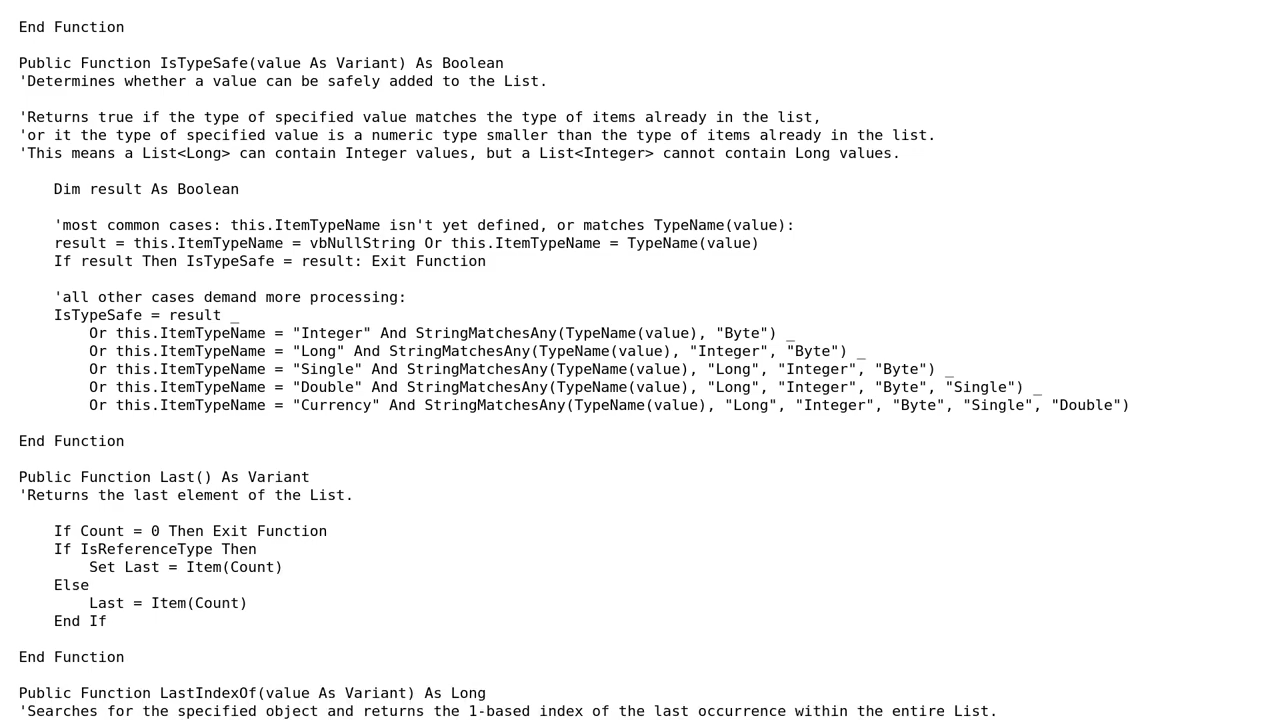 End Function
Public Function IsTypeSafe(value As Variant) As Boolean
'Determines whether a value can be safely added to the List.
'Returns true if the type of specified value matches the type of items already in the list,
'or it the type of specified value is a numeric type smaller than the type of items already in the list.
'This means a List<Long> can contain Integer values, but a List<Integer> cannot contain Long values.
    Dim result As Boolean
    'most common cases: this.ItemTypeName isn't yet defined, or matches TypeName(value):
    result = this.ItemTypeName = vbNullString Or this.ItemTypeName = TypeName(value)
    If result Then IsTypeSafe = result: Exit Function
    'all other cases demand more processing:
    IsTypeSafe = result _
        Or this.ItemTypeName = "Integer" And StringMatchesAny(TypeName(value), "Byte") _
        Or this.ItemTypeName = "Long" And StringMatchesAny(TypeName(value), "Integer", "Byte") _
        Or this.ItemTypeName = "Single" And StringMatchesAny(TypeName(value), "Long", "Integer", "Byte") _
        Or this.ItemTypeName = "Double" And StringMatchesAny(TypeName(value), "Long", "Integer", "Byte", "Single") _
        Or this.ItemTypeName = "Currency" And StringMatchesAny(TypeName(value), "Long", "Integer", "Byte", "Single", "Double")
End Function
Public Function Last() As Variant
'Returns the last element of the List.
    If Count = 0 Then Exit Function
    If IsReferenceType Then
        Set Last = Item(Count)
    Else
        Last = Item(Count)
    End If
End Function
Public Function LastIndexOf(value As Variant) As Long
'Searches for the specified object and returns the 1-based index of the last occurrence within the entire List.